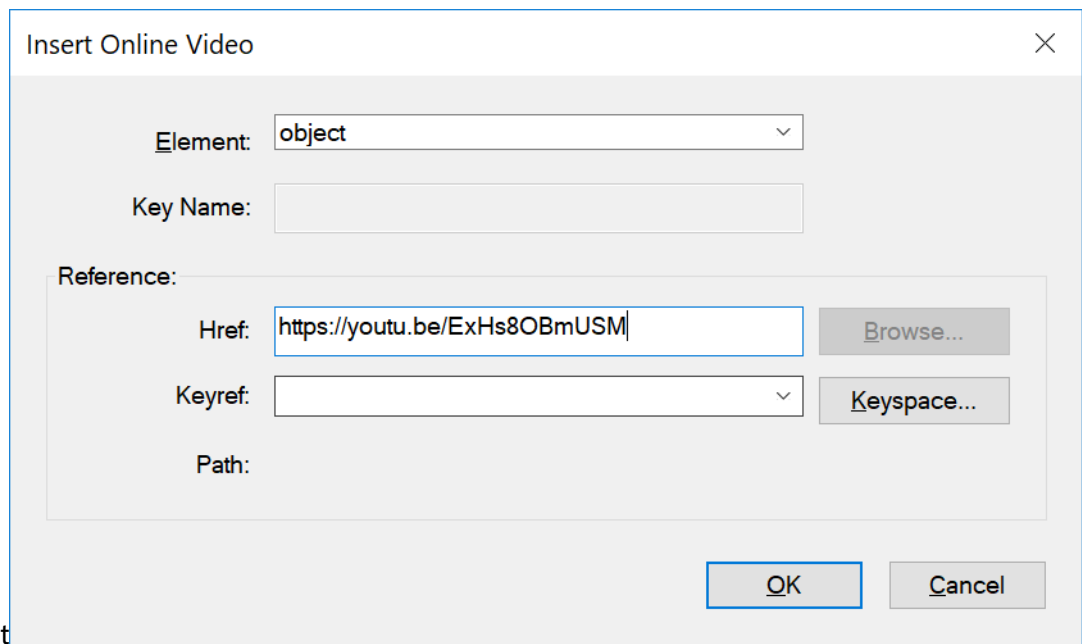 Insert Online Video
Element: object
Key Name:
Reference:
Href: https://youtu.be/ExHs8OBmUSM Browse...
Keyref: Keyspace...
Path:
OK Cancel
t